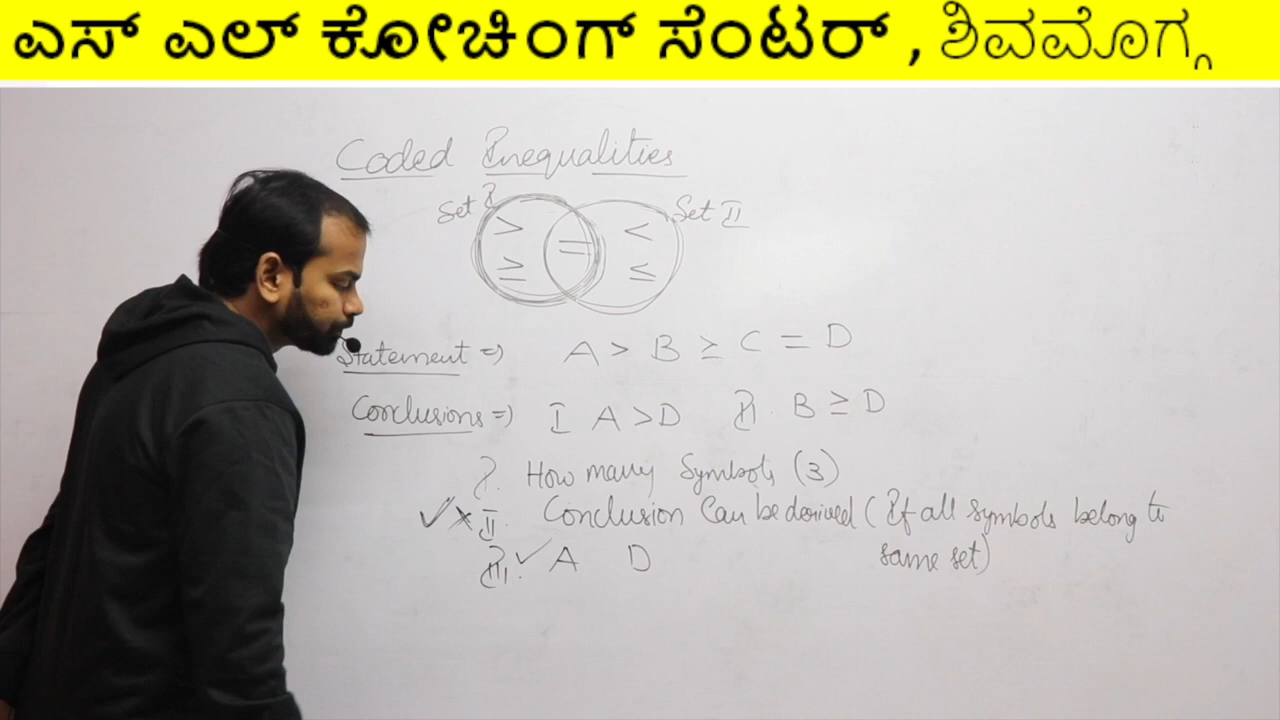 ಎಸ್ ಎಲ್ ಕೋಚಿಂಗ್ ಸೆಂಟರ್ , ಶಿವಮೊಗ್ಗ
Coded Inequalities
Set I > ≥ = < ≤ Set II
Statement => A > B ≥ C = D
Conclusions => I A > D II. B ≥ D
I. How many Symbols (3)
✓ × II. Conclusion Can be derived ( If all symbols belong to
same set)
III. ✓ A D